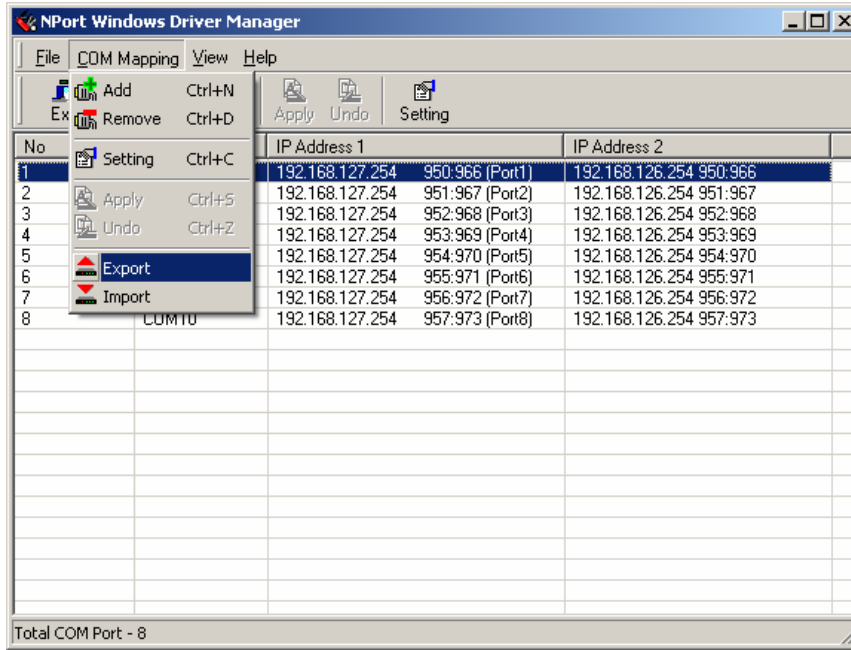 NPort Windows Driver Manager
File COM Mapping View Help
Add Ctrl+N
Remove Ctrl+D
Setting Ctrl+C
Apply Ctrl+S
Undo Ctrl+Z
Export
Import
Ex
Apply Undo Setting
No IP Address 1 IP Address 2
1 192.168.127.254 950:966 (Port1) 192.168.126.254 950:966
2 192.168.127.254 951:967 (Port2) 192.168.126.254 951:967
3 192.168.127.254 952:968 (Port3) 192.168.126.254 952:968
4 192.168.127.254 953:969 (Port4) 192.168.126.254 953:969
5 192.168.127.254 954:970 (Port5) 192.168.126.254 954:970
6 192.168.127.254 955:971 (Port6) 192.168.126.254 955:971
7 192.168.127.254 956:972 (Port7) 192.168.126.254 956:972
8 COM10 192.168.127.254 957:973 (Port8) 192.168.126.254 957:973
Total COM Port - 8